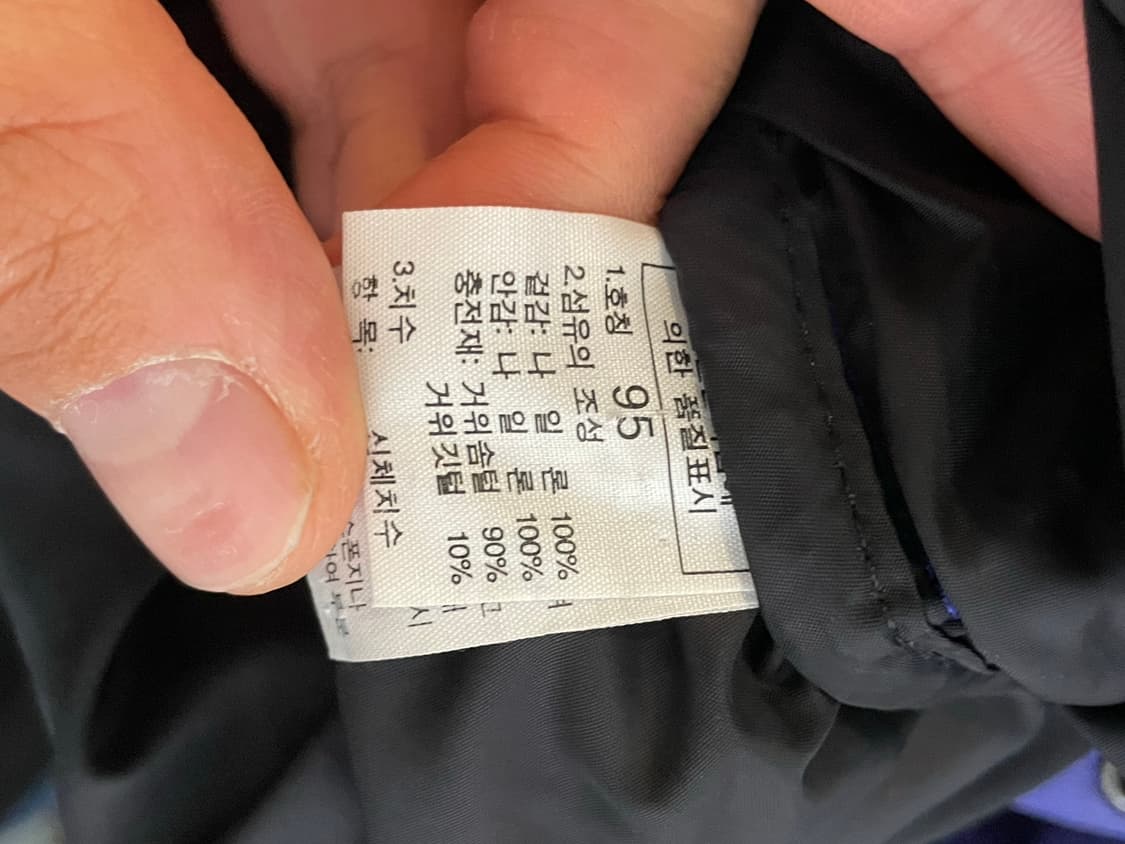 의한 품질표시
1.호칭 95
2.섬유의 조성
겉감: 나 일 론 100%
안감: 나 일 론 100%
충전재: 거위솜털 90%
거위깃털 10%
3.치수
항 목: 신체치수